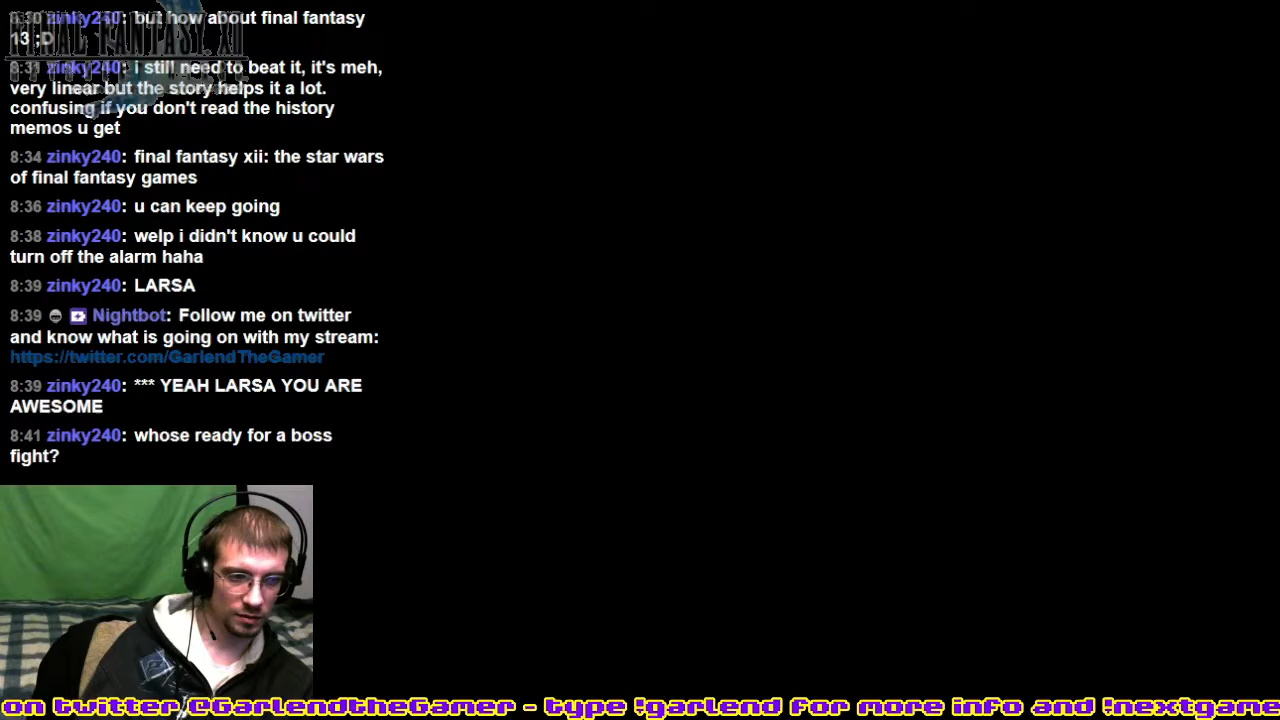 8:30 zinky240: but how about final fantasy
13 ;D
FINAL FANTASY XII
8:31 zinky240: i still need to beat it, it's meh,
very linear but the story helps it a lot.
confusing if you don't read the history
memos u get
8:34 zinky240: final fantasy xii: the star wars
of final fantasy games
8:36 zinky240: u can keep going
8:38 zinky240: welp i didn't know u could
turn off the alarm haha
8:39 zinky240: LARSA
8:39 Nightbot: Follow me on twitter
and know what is going on with my stream:
https://twitter.com/GarlendTheGamer
8:39 zinky240: *** YEAH LARSA YOU ARE
AWESOME
8:41 zinky240: whose ready for a boss
fight?
on twitter @GarlendtheGamer - type !garlend for more info and !nextgame